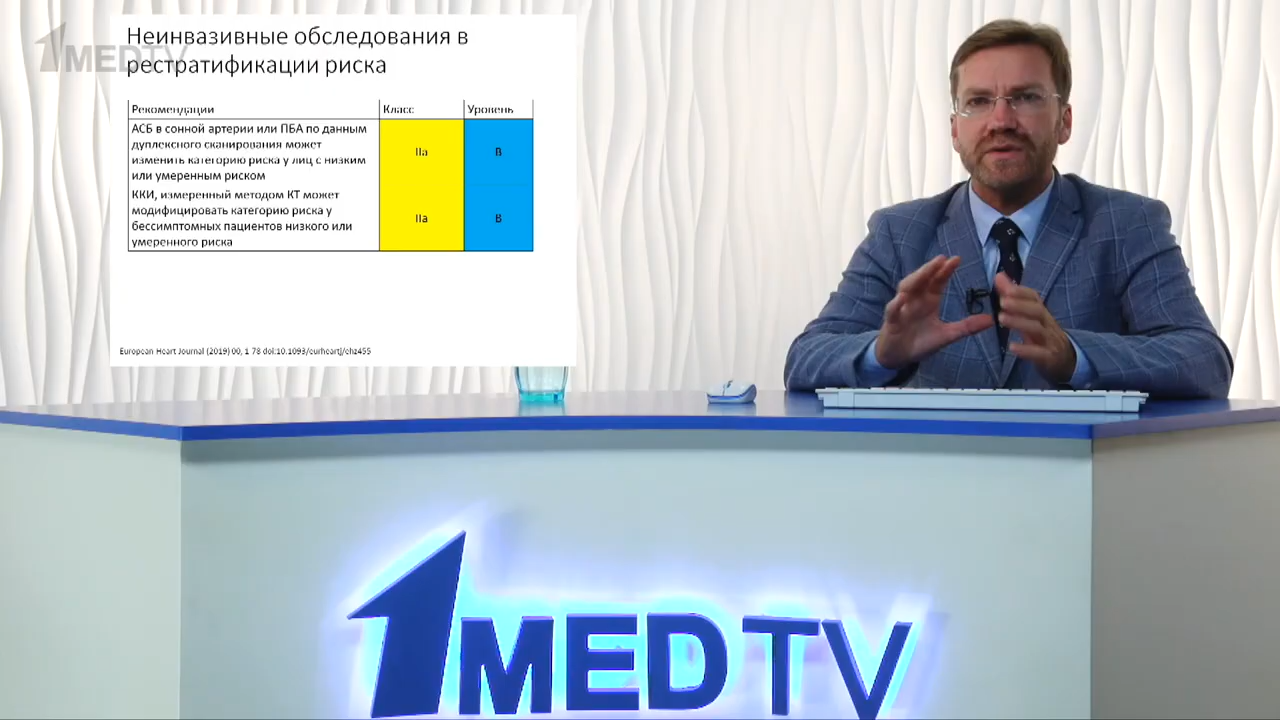 1MEDTV
Неинвазивные обследования в
рестратификации риска
Рекомендации Класс Уровень
АСБ в сонной артерии или ПБА по данным
дуплексного сканирования может
изменить категорию риска у лиц с низким
или умеренным риском
IIa B
ККИ, измеренный методом КТ может
модифицировать категорию риска у
бессимптомных пациентов низкого или
умеренного риска
IIa B
European Heart Journal (2019) 00, 1 78 doi:10.1093/eurheartj/ehz455
1MEDTV